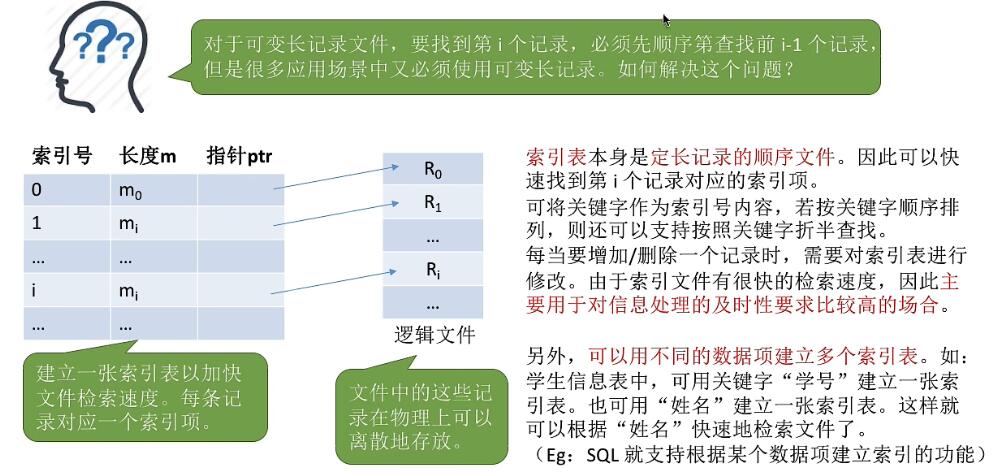 ???
对于可变长记录文件，要找到第 i 个记录，必须先顺序第查找前 i-1 个记录，
但是很多应用场景中又必须使用可变长记录。如何解决这个问题？
索引号 长度m 指针ptr
0 m0
1 mi
... ...
i mi
... ...
R0
R1
...
Ri
...
逻辑文件
建立一张索引表以加快
文件检索速度。每条记
录对应一个索引项。
文件中的这些记
录在物理上可以
离散地存放。
索引表本身是定长记录的顺序文件。因此可以快
速找到第 i 个记录对应的索引项。
可将关键字作为索引号内容，若按关键字顺序排
列，则还可以支持按照关键字折半查找。
每当要增加/删除一个记录时，需要对索引表进行
修改。由于索引文件有很快的检索速度，因此主
要用于对信息处理的及时性要求比较高的场合。
另外，可以用不同的数据项建立多个索引表。如：
学生信息表中，可用关键字“学号”建立一张索
引表。也可用“姓名”建立一张索引表。这样就
可以根据“姓名”快速地检索文件了。
（Eg：SQL 就支持根据某个数据项建立索引的功能）